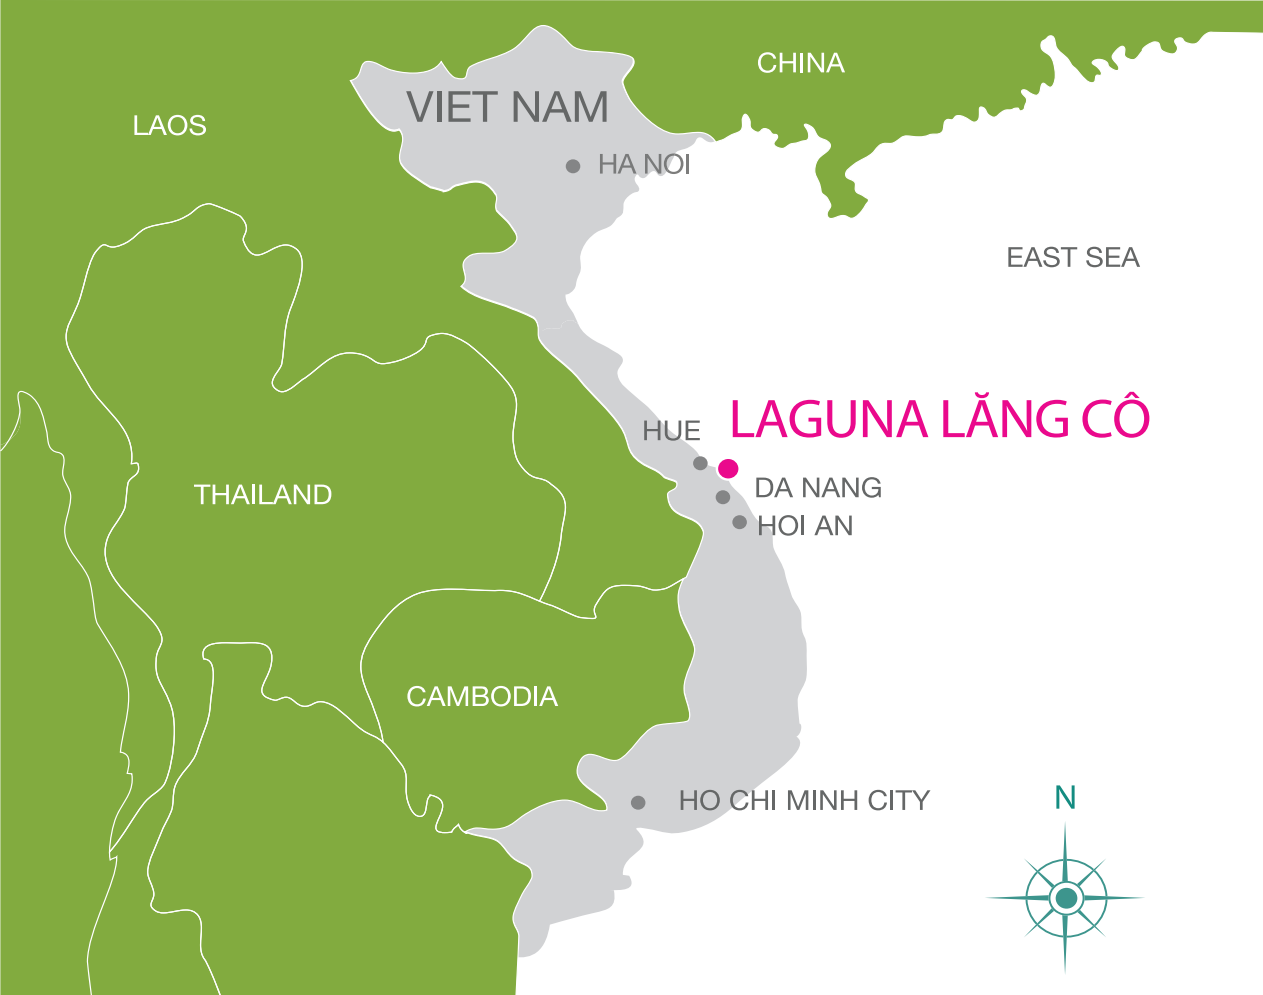 CHINA
VIET NAM
LAOS
HA NOI
EAST SEA
LAGUNA LĂNG CÔ
HUE
DA NANG
THAILAND
HOI AN
CAMBODIA
HO CHI MINH CITY
N